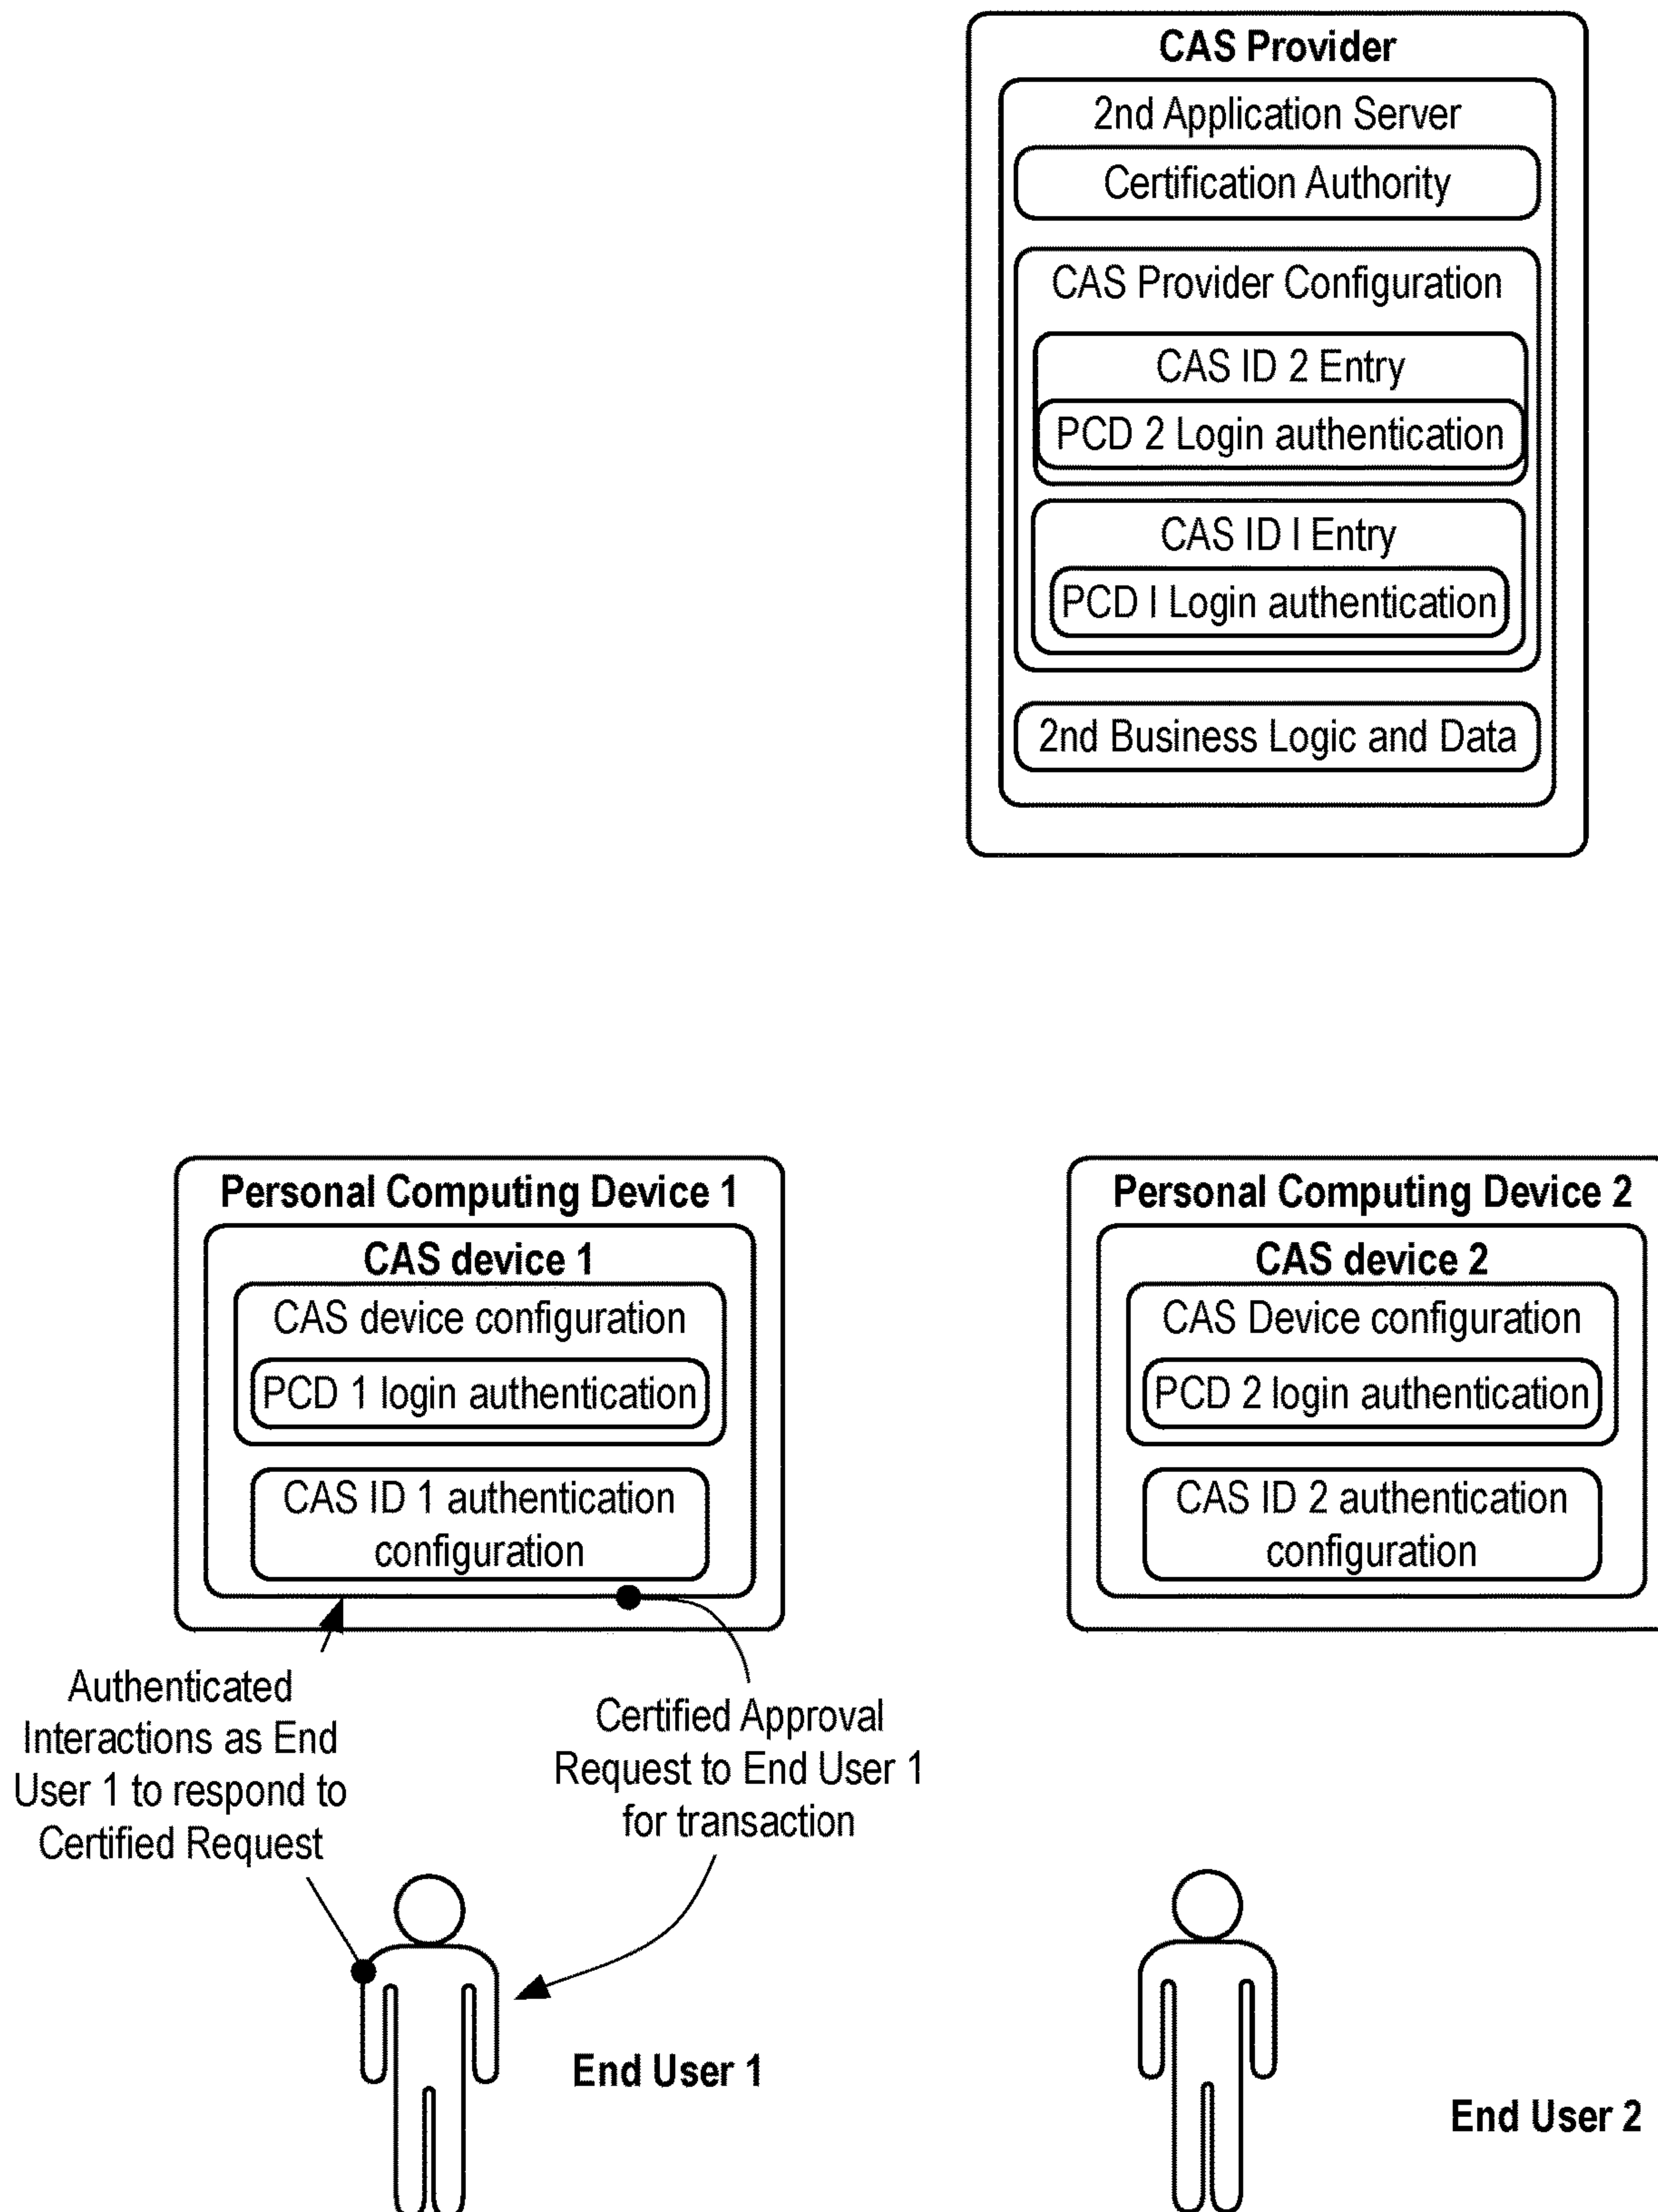 CAS Provider
2nd Application Server
Certification Authority
CAS Provider Configuration
CAS ID 2 Entry
PCD 2 Login authentication
CAS ID I Entry
PCD I Login authentication
2nd Business Logic and Data
Personal Computing Device 1
CAS device 1
CAS device configuration
PCD 1 login authentication
CAS ID 1 authentication
configuration
Personal Computing Device 2
CAS device 2
CAS Device configuration
PCD 2 login authentication
CAS ID 2 authentication
configuration
Authenticated
Interactions as End
User 1 to respond to
Certified Request
Certified Approval
Request to End User 1
for transaction
End User 1
End User 2